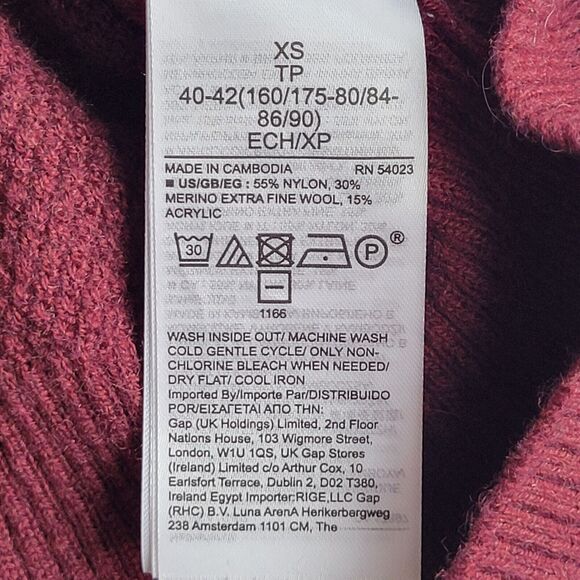 XS
TP
40-42(160/175-80/84-
86/90)
ECH/XP
MADE IN CAMBODIA RN 54023
■ US/GB/EG : 55% NYLON, 30%
MERINO EXTRA FINE WOOL, 15%
ACRYLIC
30 P ®
1166
WASH INSIDE OUT/ MACHINE WASH
COLD GENTLE CYCLE/ ONLY NON-
CHLORINE BLEACH WHEN NEEDED/
DRY FLAT/ COOL IRON
Imported By/Importe Par/DISTRIBUIDO
POR/ΕΙΣΑΓΕΤΑΙ ΑΠΟ ΤΗΝ:
Gap (UK Holdings) Limited, 2nd Floor
Nations House, 103 Wigmore Street,
London, W1U 1QS, UK Gap Stores
(Ireland) Limited c/o Arthur Cox, 10
Earlsfort Terrace, Dublin 2, D02 T380,
Ireland Egypt Importer:RIGE,LLC Gap
(RHC) B.V. Luna ArenA Herikerbergweg
238 Amsterdam 1101 CM, The